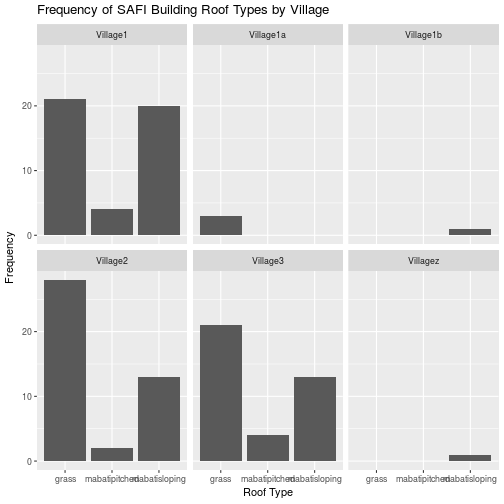 Frequency of SAFI Building Roof Types by Village
Village1 Village1a Village1b
20
10
0
Village2 Village3 Villagez
20
10
0
Frequency
grass mabatipitched mabatisloping grass mabatipitched mabatisloping grass mabatipitched mabatisloping
Roof Type